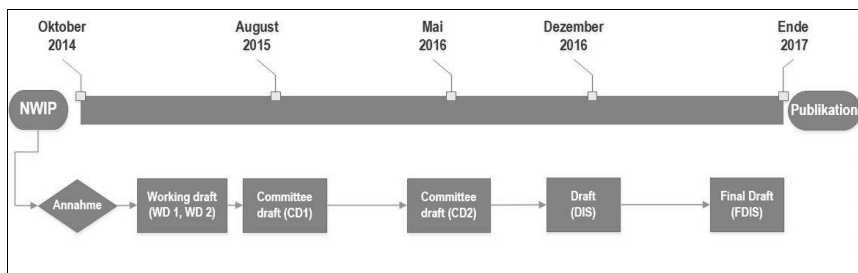 Oktober
2014
August
2015
Mai
2016
Dezember
2016
Ende
2017
NWIP
Publikation
Annahme
Working draft
(WD 1, WD 2)
Committee
draft (CD1)
Committee
draft (CD2)
Draft
(DIS)
Final Draft
(FDIS)